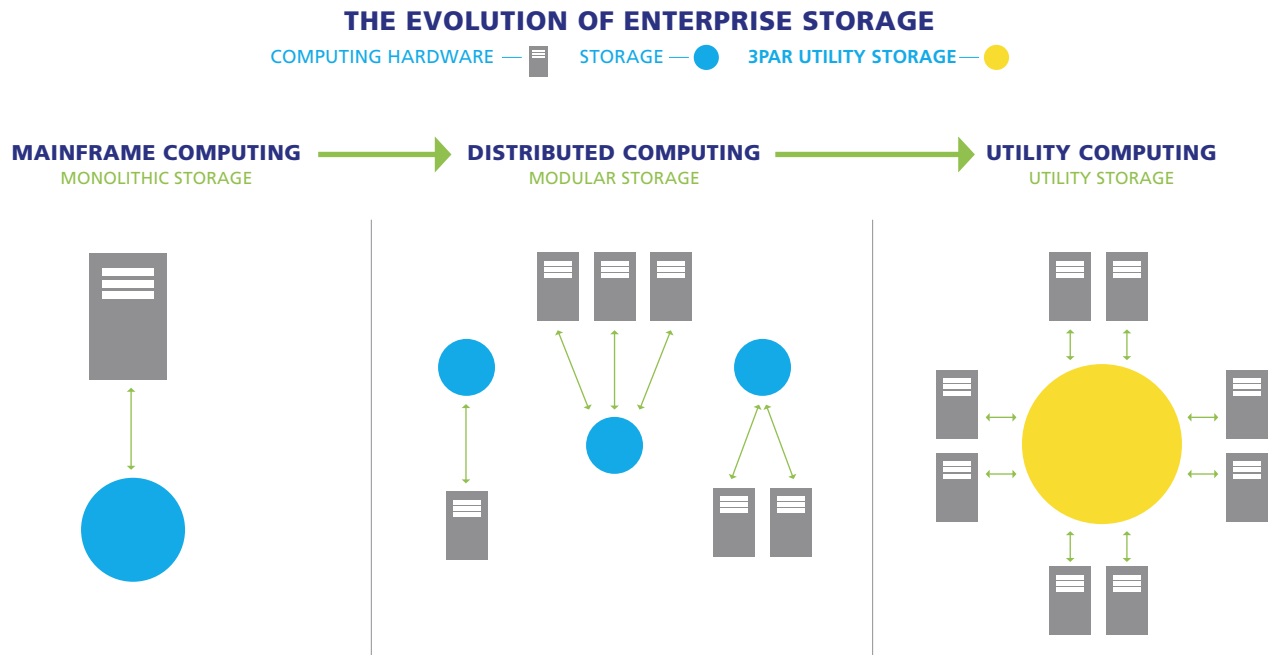 THE EVOLUTION OF ENTERPRISE STORAGE
COMPUTING HARDWARE
STORAGE
3PAR UTILITY STORAGE
MAINFRAME COMPUTING
MONOLITHIC STORAGE
DISTRIBUTED COMPUTING
MODULAR STORAGE
UTILITY COMPUTING
UTILITY STORAGE